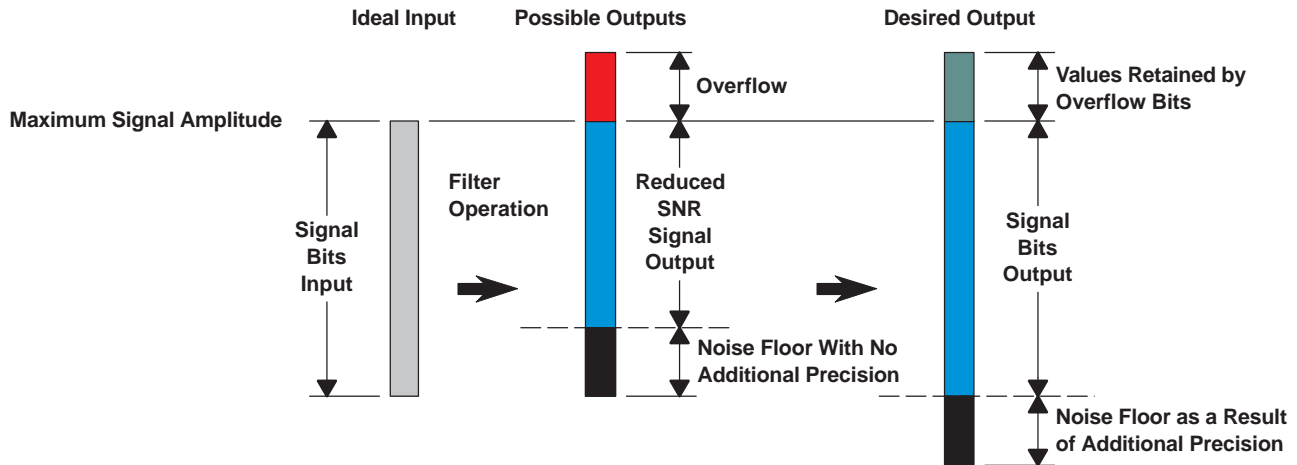 Ideal Input
Possible Outputs
Desired Output
Overflow
Values Retained by
Overflow Bits
Maximum Signal Amplitude
Filter
Operation
Signal
Bits
Input
Reduced
SNR
Signal
Output
Signal
Bits
Output
Noise Floor With No
Additional Precision
Noise Floor as a Result
of Additional Precision